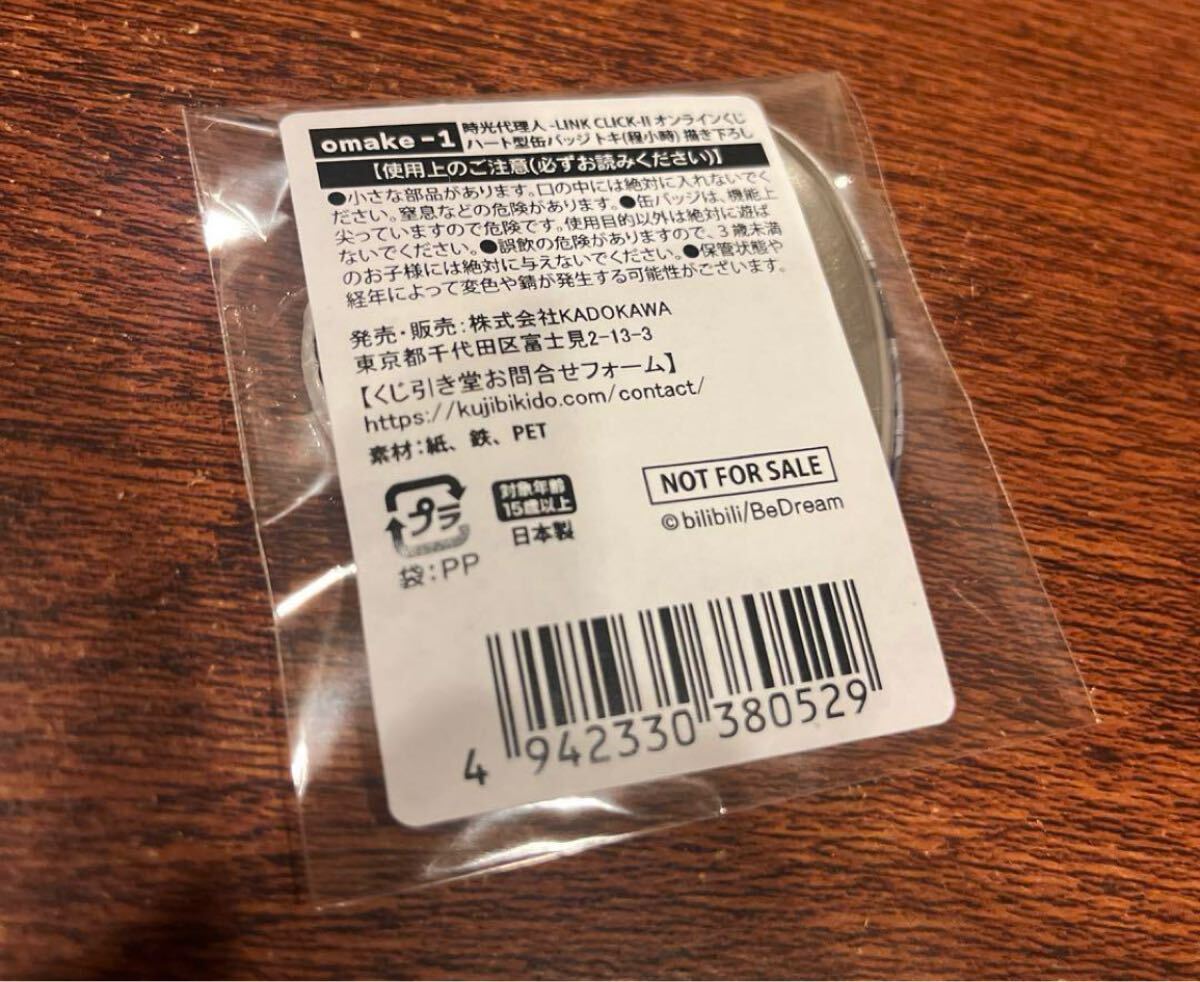 omake-1
時光代理人 -LINK CLICK-II オンラインくじ
ハート型缶バッジ トキ(程小時) 描き下ろし
【使用上のご注意(必ずお読みください)】
●小さな部品があります。口の中には絶対に入れないでく
ださい。窒息などの危険があります。●缶バッジは、機能上
尖っていますので危険です。使用目的以外は絶対に遊ば
ないでください。●誤飲の危険がありますので、3歳未満
のお子様には絶対に与えないでください。●保管状態や
経年によって変色や錆が発生する可能性がございます。
発売・販売:株式会社KADOKAWA
東京都千代田区富士見2-13-3
【くじ引き堂お問合せフォーム】
https://kujibikido.com/contact/
素材:紙、鉄、PET
プラ
袋:PP
対象年齢
15歳以上
日本製
NOT FOR SALE
©bilibili/BeDream
4 942330 380529